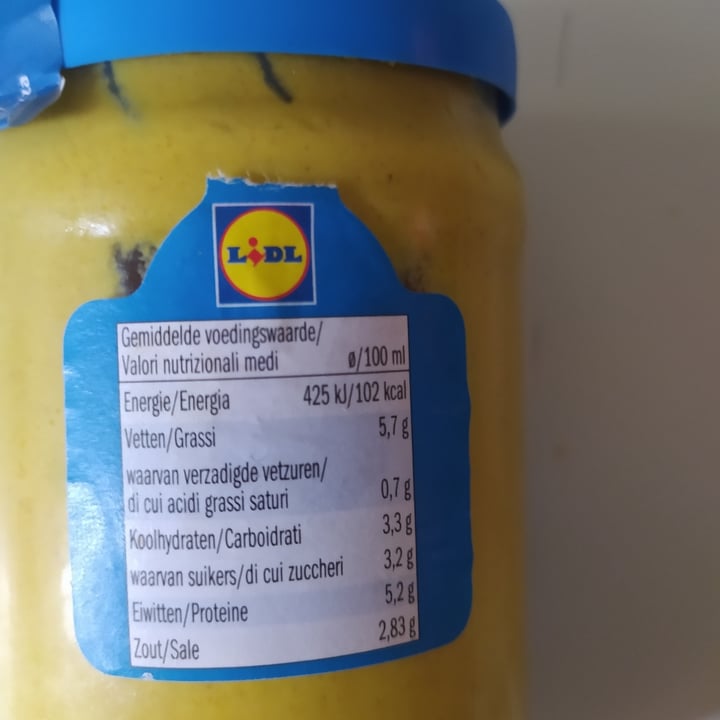 LIDL
Gemiddelde voedingswaarde/
Valori nutrizionali medi ø/100 ml
Energie/Energia 425 kJ/102 kcal
Vetten/Grassi 5,7 g
waarvan verzadigde vetzuren/
di cui acidi grassi saturi 0,7 g
Koolhydraten/Carboidrati 3,3 g
waarvan suikers/di cui zuccheri 3,2 g
Eiwitten/Proteine 5,2 g
Zout/Sale 2,83 g